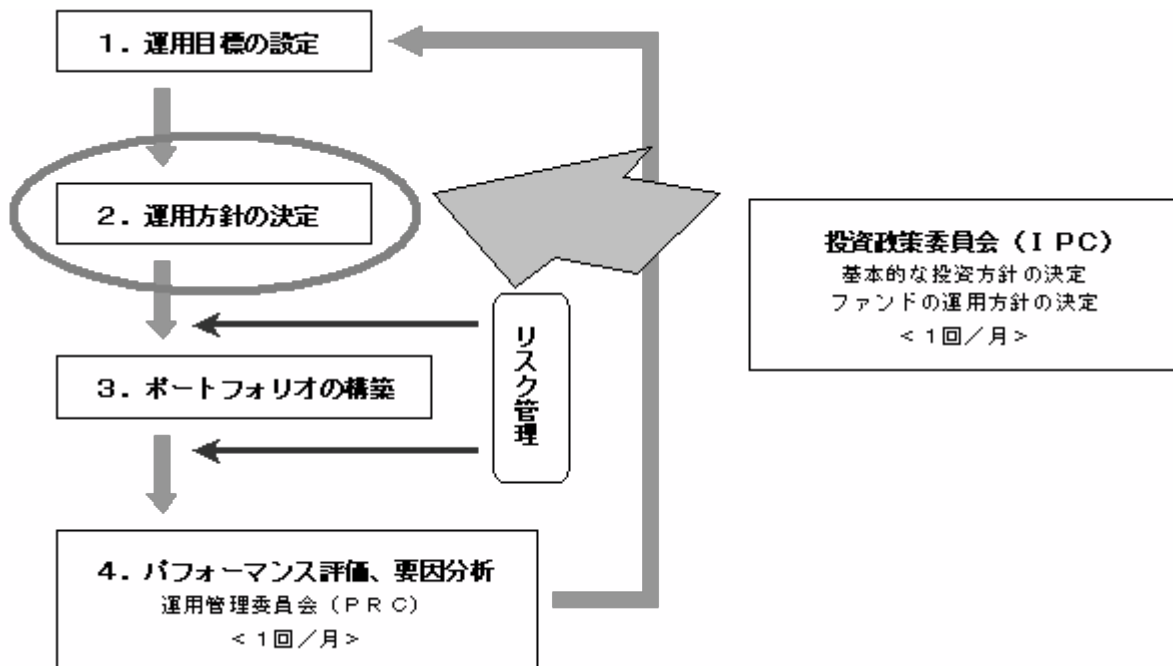 １．運用目標の設定
２．運用方針の決定
投資政策委員会（ＩＰＣ）
基本的な投資方針の決定
ファンドの運用方針の決定
＜１回／月＞
リスク管理
３．ポートフォリオの構築
４．パフォーマンス評価、要因分析
運用管理委員会（ＰＲＣ）
＜１回／月＞